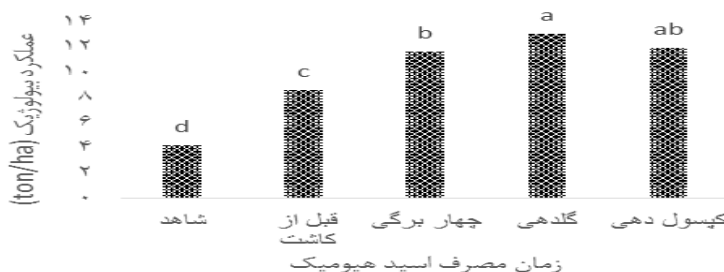 عملکرد بیولوژیک (ton/ha)
۱۴
۱۲
۱۰
۸
۶
۴
۲
۰
d
c
b
a
ab
شاهد
قبل از کاشت
چهار برگی
گلدهی
کپسول دهی
زمان مصرف اسید هیومیک